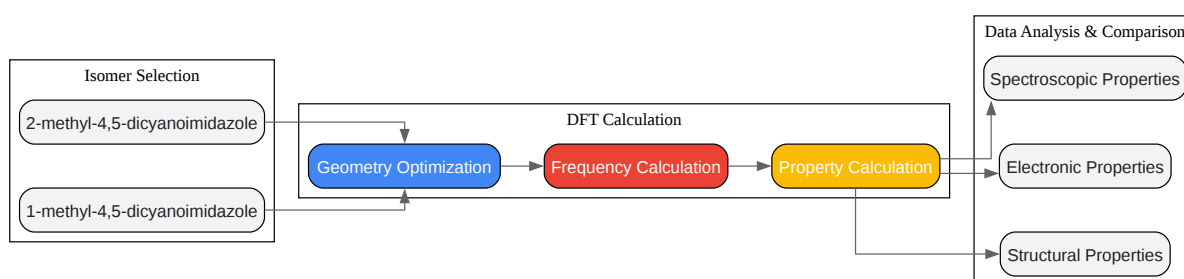 Isomer Selection
2-methyl-4,5-dicyanoimidazole
1-methyl-4,5-dicyanoimidazole
DFT Calculation
Geometry Optimization
Frequency Calculation
Property Calculation
Data Analysis & Comparison
Spectroscopic Properties
Electronic Properties
Structural Properties